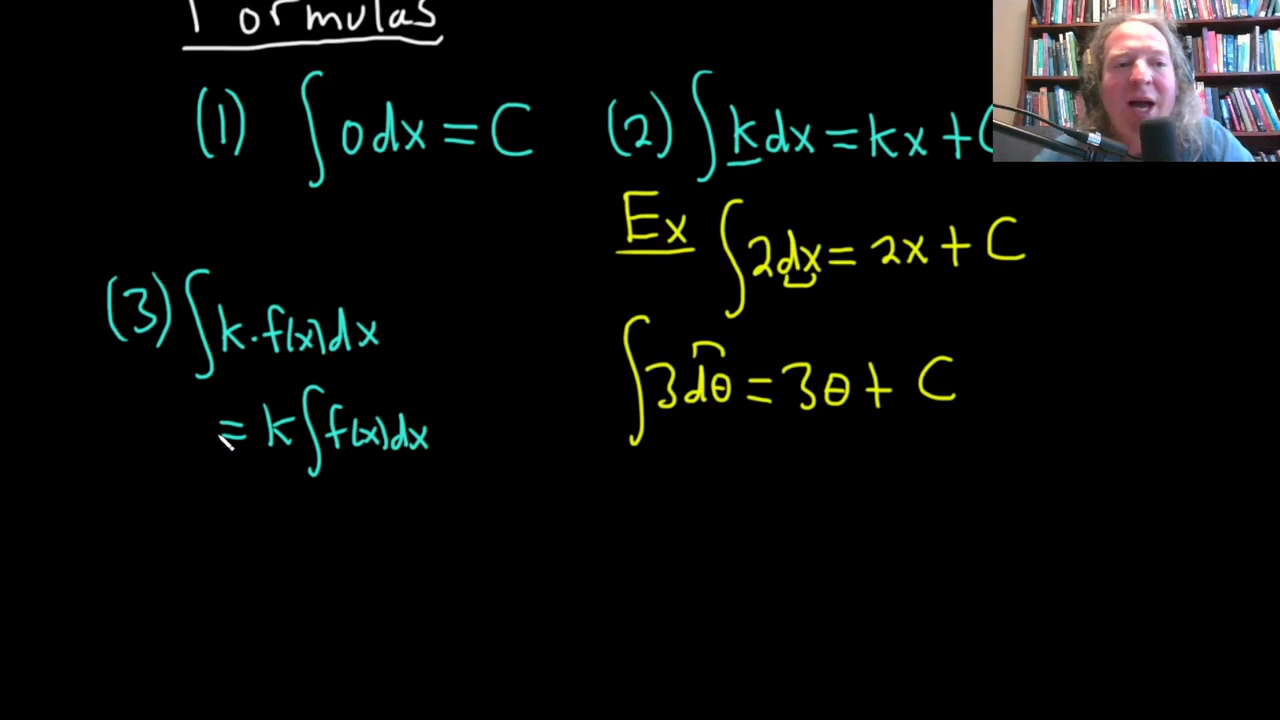 Formulas
(1) ∫0dx = C
(2) ∫kdx = kx + C
Ex ∫2dx = 2x + C
∫3dθ = 3θ + C
(3) ∫k·f(x)dx
= k∫f(x)dx